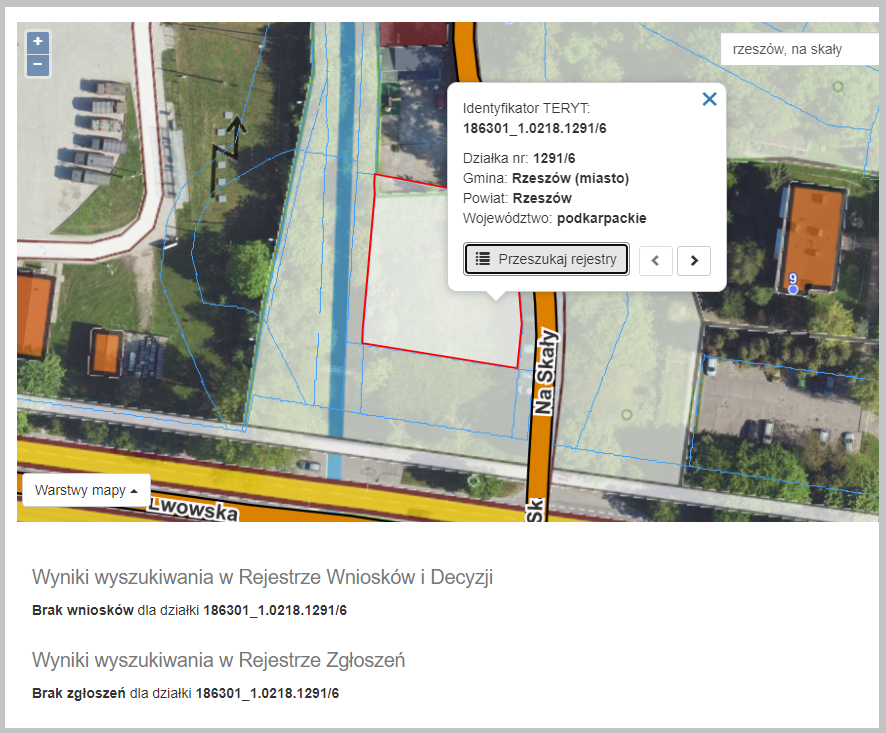 +
−
rzeszów, na skały
Identyfikator TERYT:
186301_1.0218.1291/6
Działka nr: 1291/6
Gmina: Rzeszów (miasto)
Powiat: Rzeszów
Województwo: podkarpackie
Przeszukaj rejestry
9
Na Skały
Warstwy mapy
Lwowska
Sk
Wyniki wyszukiwania w Rejestrze Wniosków i Decyzji
Brak wniosków dla działki 186301_1.0218.1291/6
Wyniki wyszukiwania w Rejestrze Zgłoszeń
Brak zgłoszeń dla działki 186301_1.0218.1291/6